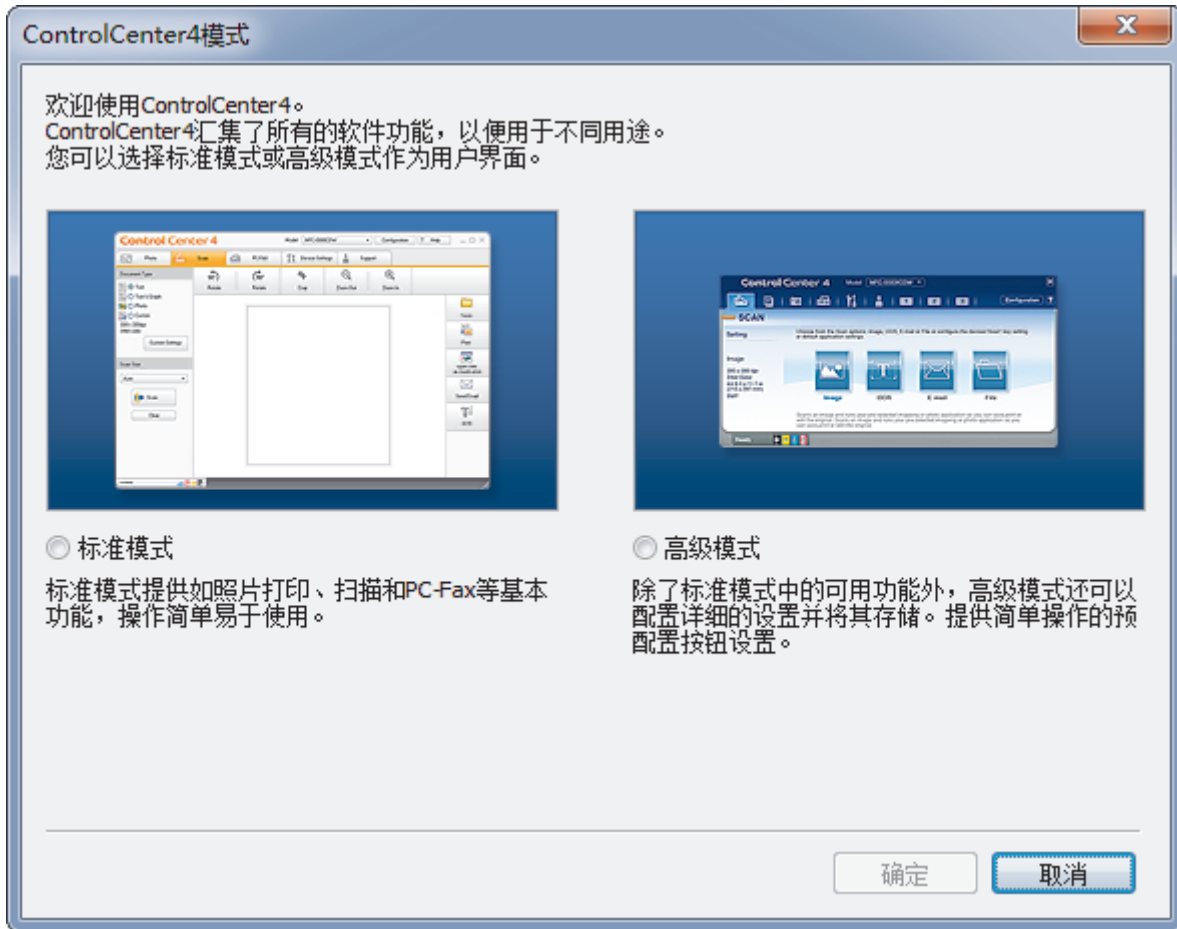 ControlCenter4模式
欢迎使用ControlCenter4。
ControlCenter4汇集了所有的软件功能，以便用于不同用途。
您可以选择标准模式或高级模式作为用户界面。
Control Center 4
Control Center 4
SCAN
Image
OCR
E-mail
File
标准模式
标准模式提供如照片打印、扫描和PC-Fax等基本
功能，操作简单易于使用。
高级模式
除了标准模式中的可用功能外，高级模式还可以
配置详细的设置并将其存储。提供简单操作的预
配置按钮设置。
确定
取消